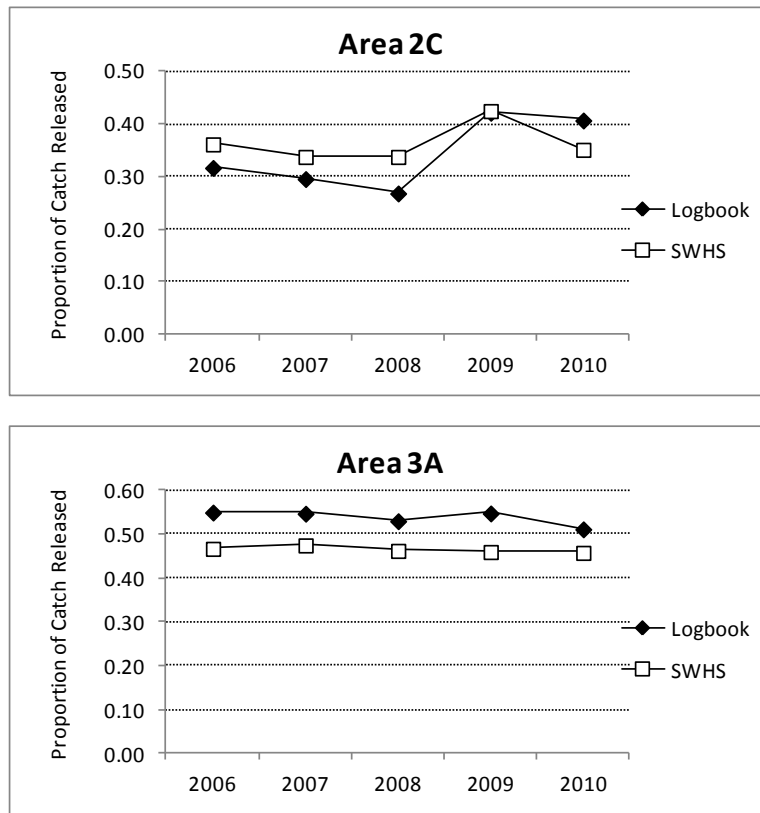 Area 2C
Proportion of Catch Released
0.50
0.40
0.30
0.20
0.10
0.00
2006 2007 2008 2009 2010
Logbook
SWHS
Area 3A
Proportion of Catch Released
0.60
0.50
0.40
0.30
0.20
0.10
0.00
2006 2007 2008 2009 2010
Logbook
SWHS